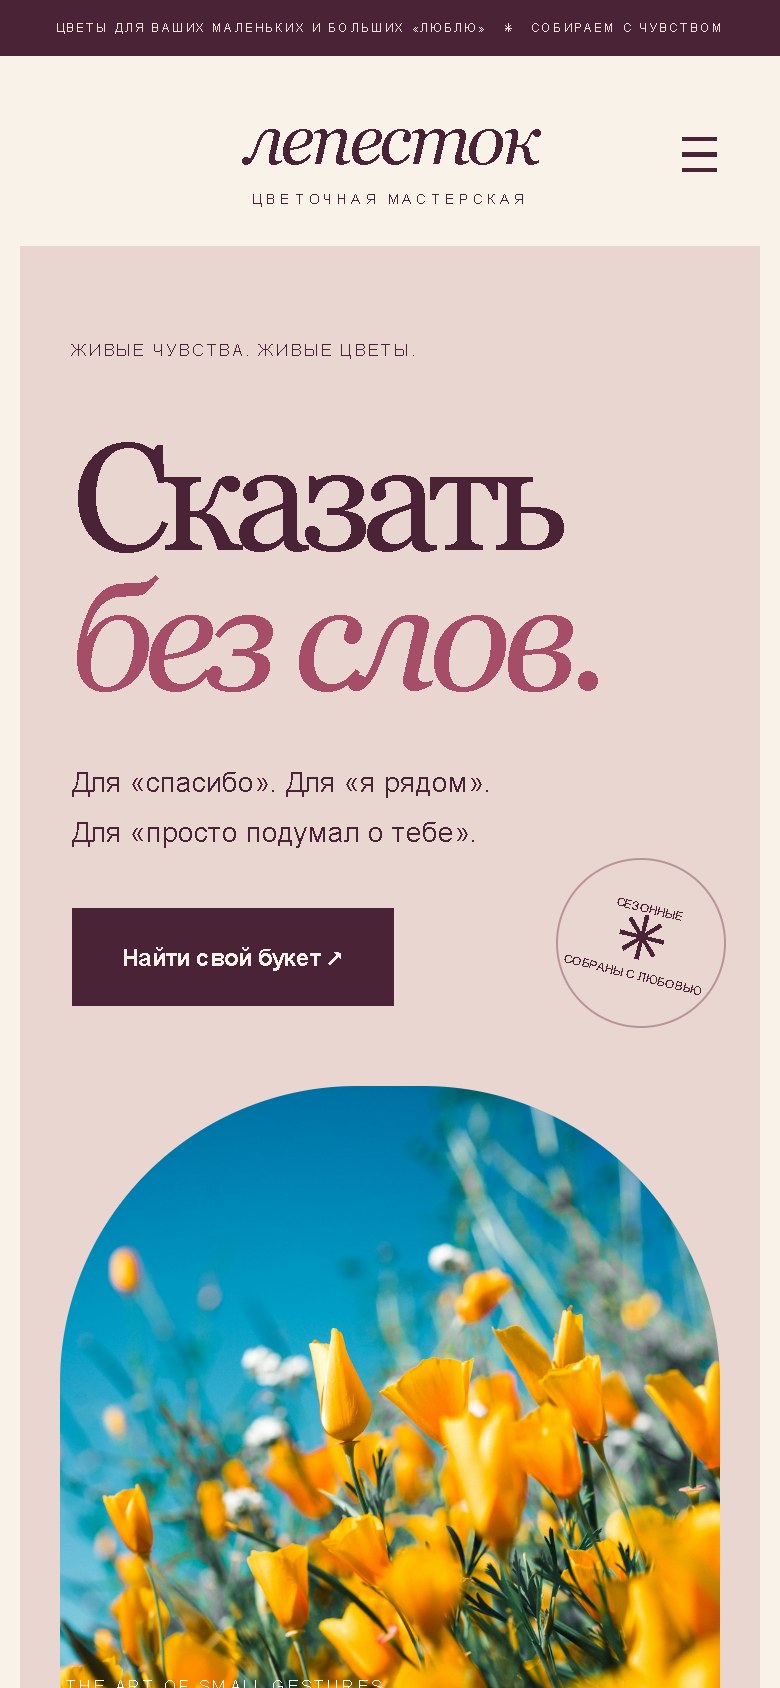 ЦВЕТЫ ДЛЯ ВАШИХ МАЛЕНЬКИХ И БОЛЬШИХ «ЛЮБЛЮ» ✳ СОБИРАЕМ С ЧУВСТВОМ
лепесток
ЦВЕТОЧНАЯ МАСТЕРСКАЯ
ЖИВЫЕ ЧУВСТВА. ЖИВЫЕ ЦВЕТЫ.
Сказать
без слов.
Для «спасибо». Для «я рядом».
Для «просто подумал о тебе».
Найти свой букет ↗
СЕЗОННЫЕ
СОБРАНЫ С ЛЮБОВЬЮ
THE ART OF SMALL GESTURES